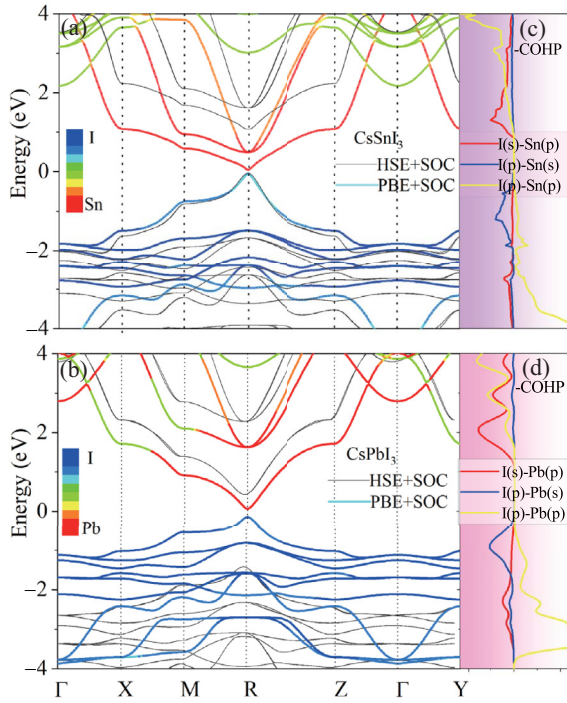 (a)
(c)
4
-COHP
2
I
Sn
CsSnI₃
HSE+SOC
PBE+SOC
I(s)-Sn(p)
I(p)-Sn(s)
I(p)-Sn(p)
0
−2
−4
Energy (eV)
(b)
(d)
4
-COHP
2
I
Pb
CsPbI₃
HSE+SOC
PBE+SOC
I(s)-Pb(p)
I(p)-Pb(s)
I(p)-Pb(p)
0
−2
−4
Energy (eV)
Γ X M R Z Γ Y